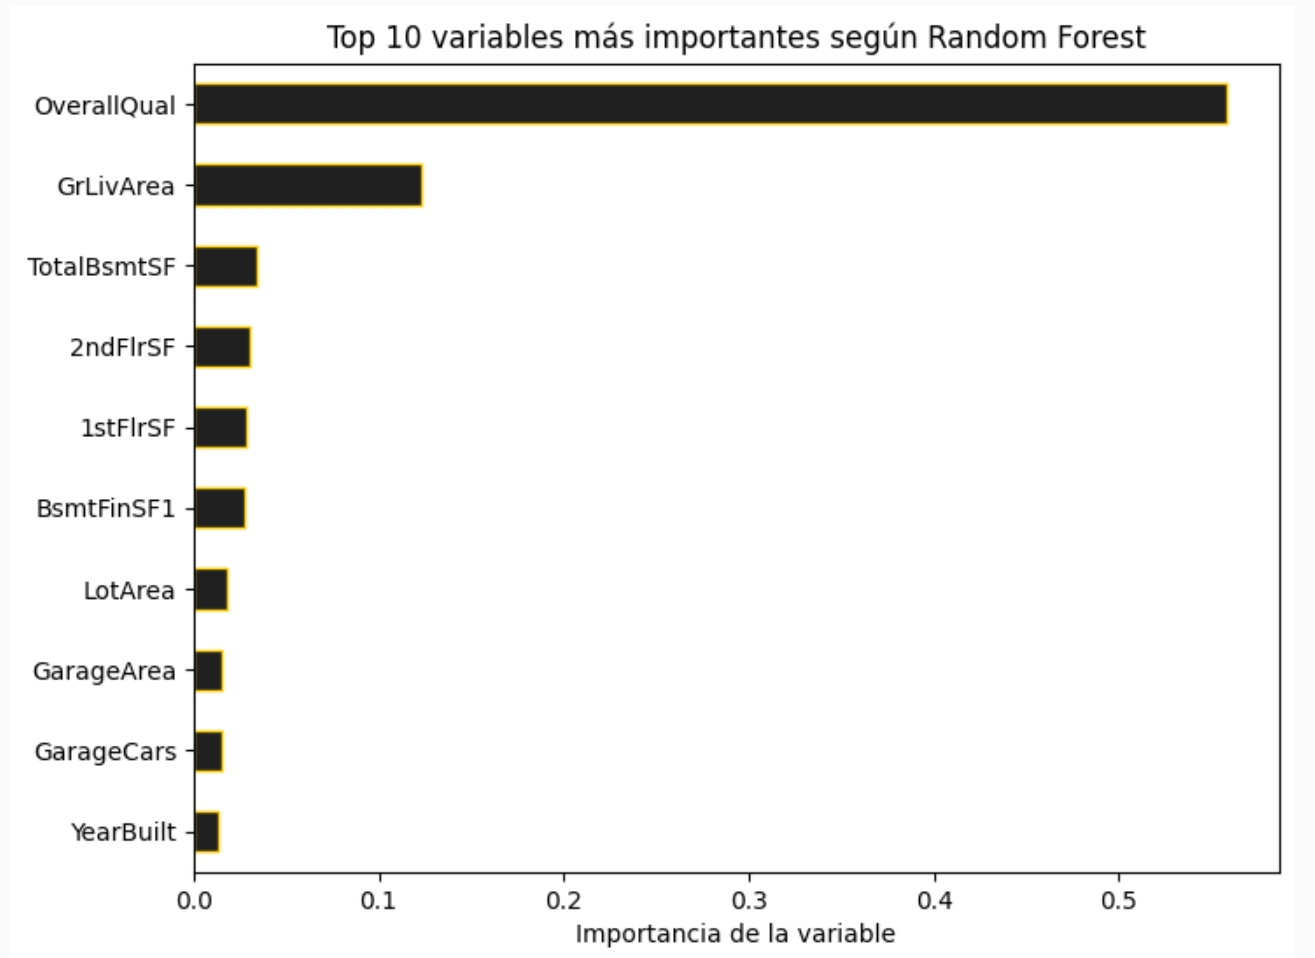 Top 10 variables más importantes según Random Forest
OverallQual
GrLivArea
TotalBsmtSF
2ndFlrSF
1stFlrSF
BsmtFinSF1
LotArea
GarageArea
GarageCars
YearBuilt
0.0 0.1 0.2 0.3 0.4 0.5
Importancia de la variable